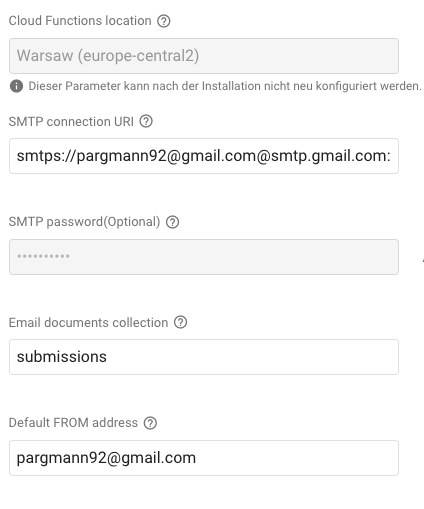 Cloud Functions location
Warsaw (europe-central2)
Dieser Parameter kann nach der Installation nicht neu konfiguriert werden.
SMTP connection URI
smtps://pargmann92@gmail.com@smtp.gmail.com:
SMTP password(Optional)
••••••••••
Email documents collection
submissions
Default FROM address
pargmann92@gmail.com